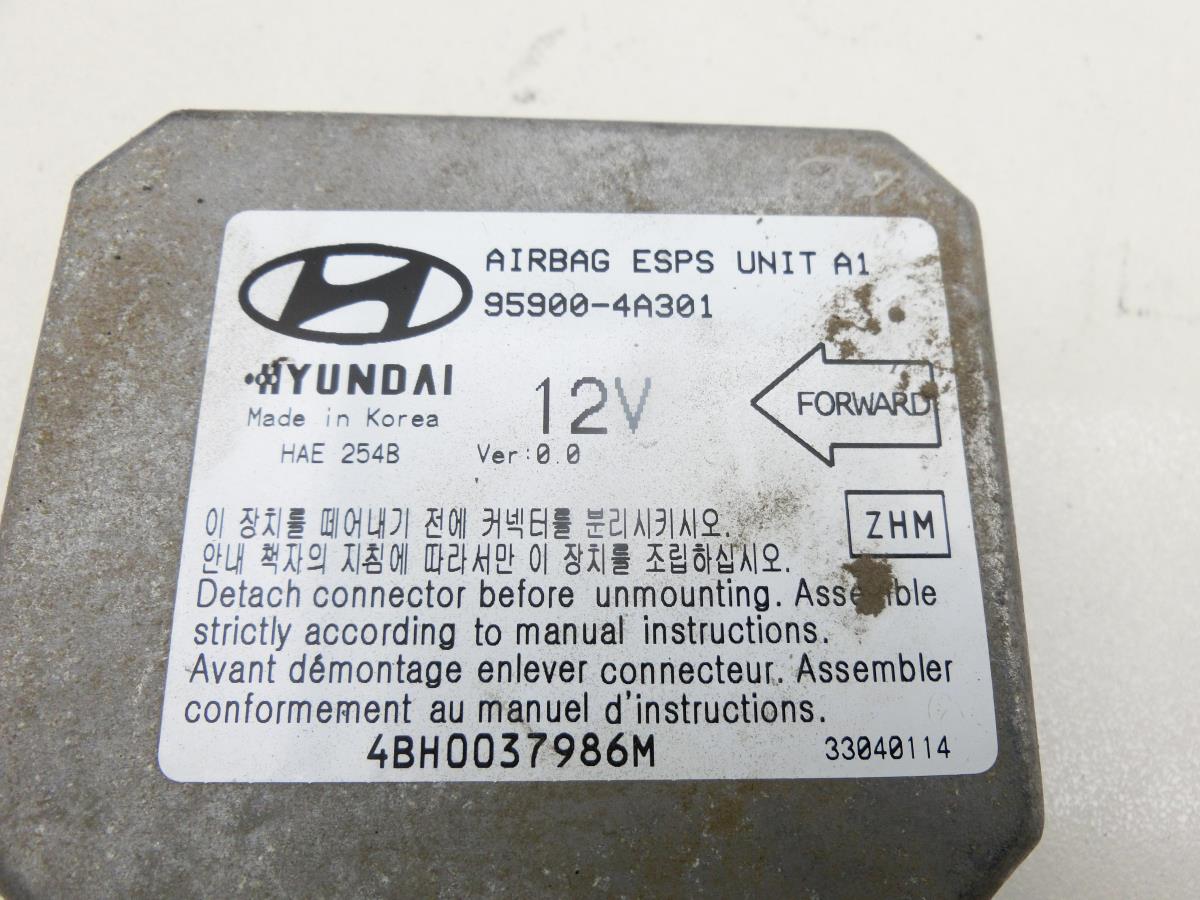 AIRBAG ESPS UNIT A1
95900-4A301
HYUNDAI
12V
FORWARD
Made in Korea
HAE 254B
Ver:0.0
ZHM
이 장치를 떼어내기 전에 커넥터를 분리시키시오.
안내 책자의 지침에 따라서만 이 장치를 조립하십시오.
Detach connector before unmounting. Assemble
strictly according to manual instructions.
Avant démontage enlever connecteur. Assembler
conformement au manuel d'instructions.
4BH0037986M
33040114